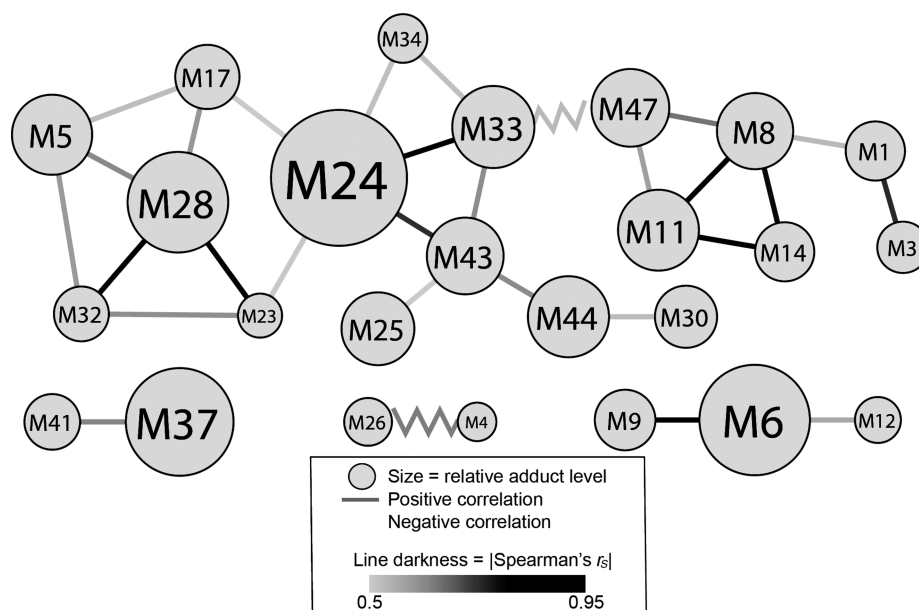 M34
M17
M47
M33
M8
M5
M1
M24
M28
M11
M43
M14
M3
M32
M23
M25
M44
M30
M41
M37
M26
M4
M9
M6
M12
Size = relative adduct level
Positive correlation
Negative correlation
Line darkness = |Spearman's rS|
0.5 0.95